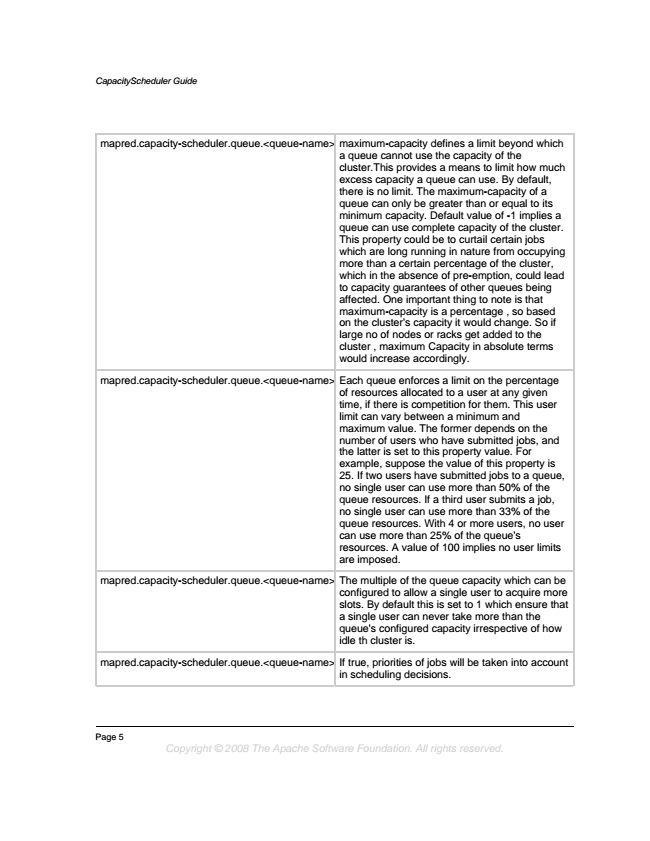 CapacityScheduler Guide
mapred.capacity-scheduler.queue.<queue-name>
maximum-capacity defines a limit beyond which
a queue cannot use the capacity of the
cluster.This provides a means to limit how much
excess capacity a queue can use. By default,
there is no limit. The maximum-capacity of a
queue can only be greater than or equal to its
minimum capacity. Default value of -1 implies a
queue can use complete capacity of the cluster.
This property could be to curtail certain jobs
which are long running in nature from occupying
more than a certain percentage of the cluster,
which in the absence of pre-emption, could lead
to capacity guarantees of other queues being
affected. One important thing to note is that
maximum-capacity is a percentage , so based
on the cluster's capacity it would change. So if
large no of nodes or racks get added to the
cluster , maximum Capacity in absolute terms
would increase accordingly.
mapred.capacity-scheduler.queue.<queue-name>
Each queue enforces a limit on the percentage
of resources allocated to a user at any given
time, if there is competition for them. This user
limit can vary between a minimum and
maximum value. The former depends on the
number of users who have submitted jobs, and
the latter is set to this property value. For
example, suppose the value of this property is
25. If two users have submitted jobs to a queue,
no single user can use more than 50% of the
queue resources. If a third user submits a job,
no single user can use more than 33% of the
queue resources. With 4 or more users, no user
can use more than 25% of the queue's
resources. A value of 100 implies no user limits
are imposed.
mapred.capacity-scheduler.queue.<queue-name>
The multiple of the queue capacity which can be
configured to allow a single user to acquire more
slots. By default this is set to 1 which ensure that
a single user can never take more than the
queue's configured capacity irrespective of how
idle th cluster is.
mapred.capacity-scheduler.queue.<queue-name>
If true, priorities of jobs will be taken into account
in scheduling decisions.
Page 5
Copyright © 2008 The Apache Software Foundation. All rights reserved.